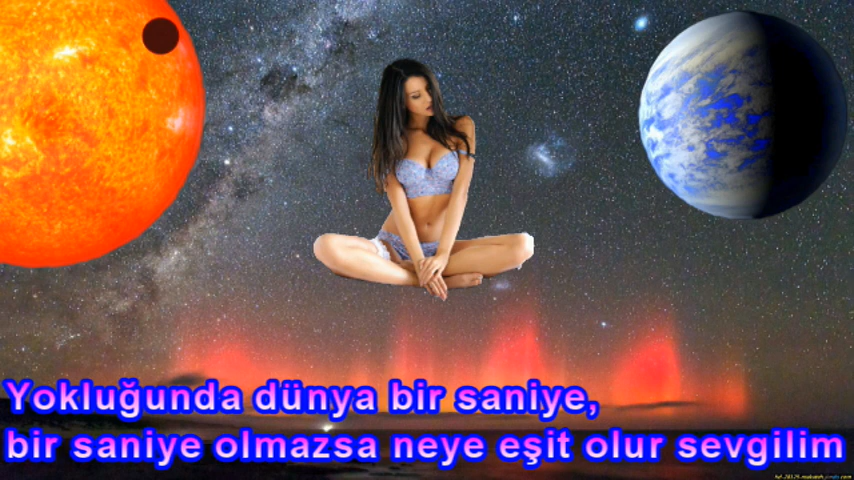 Yokluğunda dünya bir saniye,
bir saniye olmazsa neye eşit olur sevgilim